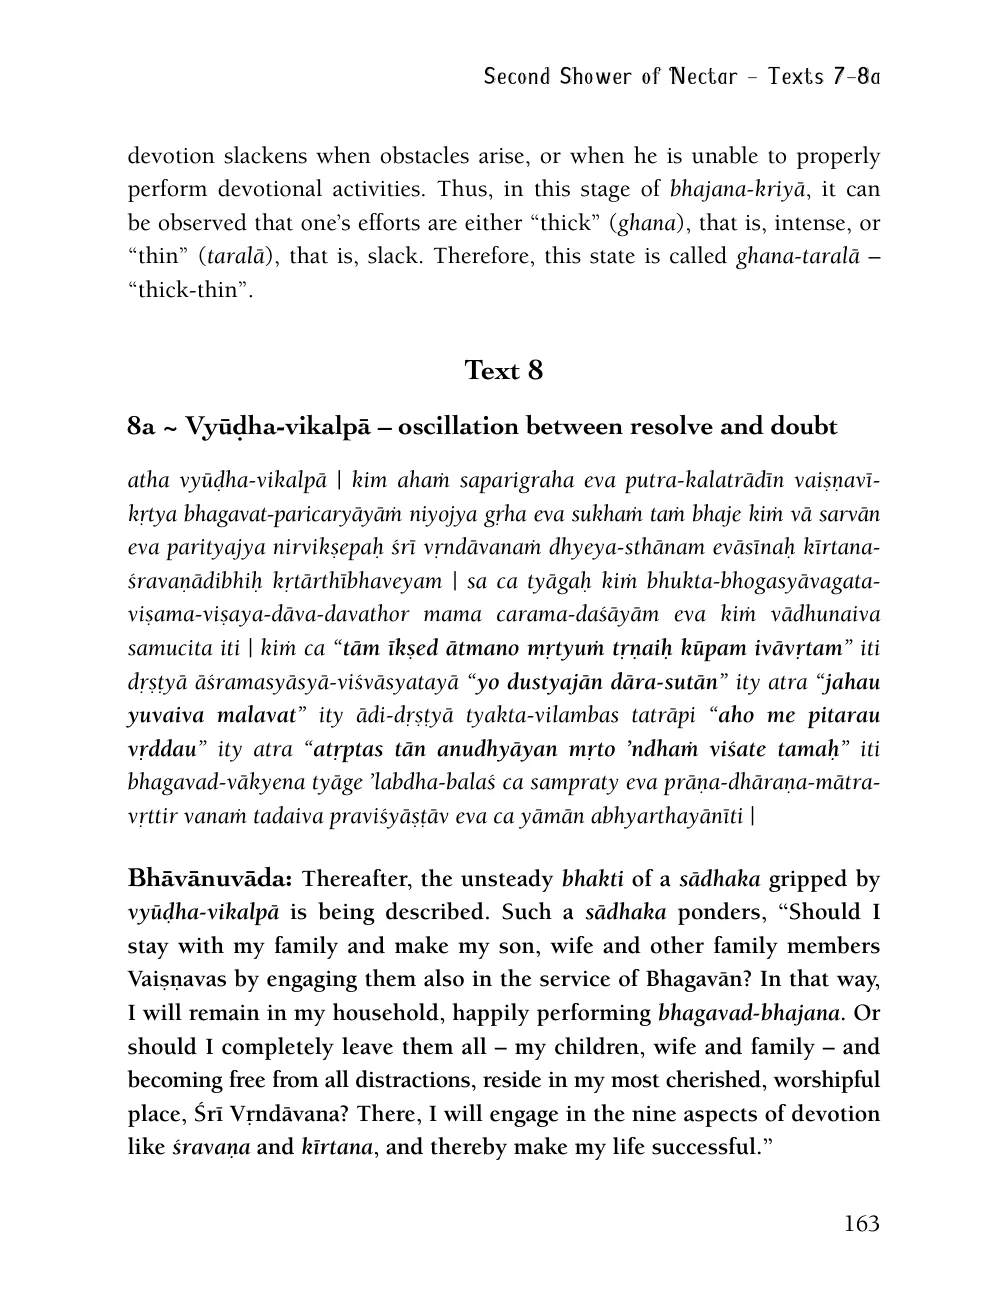 Second Shower of Nectar – Texts 7–8a
devotion slackens when obstacles arise, or when he is unable to properly
perform devotional activities. Thus, in this stage of bhajana-kriyā, it can
be observed that one’s efforts are either “thick” (ghana), that is, intense, or
“thin” (taralā), that is, slack. Therefore, this state is called ghana-taralā –
“thick-thin”.
Text 8
8a ~ Vyūḍha-vikalpā – oscillation between resolve and doubt
atha vyūḍha-vikalpā | kim ahaṁ saparigraha eva putra-kalatrādīn vaiṣṇavī-
kṛtya bhagavat-paricaryāyāṁ niyojya gṛha eva sukhaṁ taṁ bhaje kiṁ vā sarvān
eva parityajya nirvikṣepaḥ śrī vṛndāvanaṁ dhyeya-sthānam evāsīnaḥ kīrtana-
śravaṇādibhiḥ kṛtārthībhaveyam | sa ca tyāgaḥ kiṁ bhukta-bhogasyāvagata-
viṣama-viṣaya-dāva-davathor mama carama-daśāyām eva kiṁ vādhunaiva
samucita iti | kiṁ ca “tām īkṣed ātmano mṛtyuṁ tṛṇaiḥ kūpam ivāvṛtam” iti
dṛṣṭyā āśramasyāsyā-viśvāsyatayā “yo dustyajān dāra-sutān” ity atra “jahau
yuvaiva malavat” ity ādi-dṛṣṭyā tyakta-vilambas tatrāpi “aho me pitarau
vṛddau” ity atra “atṛptas tān anudhyāyan mṛto ’ndhaṁ viśate tamaḥ” iti
bhagavad-vākyena tyāge ’labdha-balaś ca sampraty eva prāṇa-dhāraṇa-mātra-
vṛttir vanaṁ tadaiva praviśyāṣṭāv eva ca yāmān abhyarthayānīti |
Bhāvānuvāda: Thereafter, the unsteady bhakti of a sādhaka gripped by
vyūḍha-vikalpā is being described. Such a sādhaka ponders, “Should I
stay with my family and make my son, wife and other family members
Vaiṣṇavas by engaging them also in the service of Bhagavān? In that way,
I will remain in my household, happily performing bhagavad-bhajana. Or
should I completely leave them all – my children, wife and family – and
becoming free from all distractions, reside in my most cherished, worshipful
place, Śrī Vṛndāvana? There, I will engage in the nine aspects of devotion
like śravaṇa and kīrtana, and thereby make my life successful.”
163